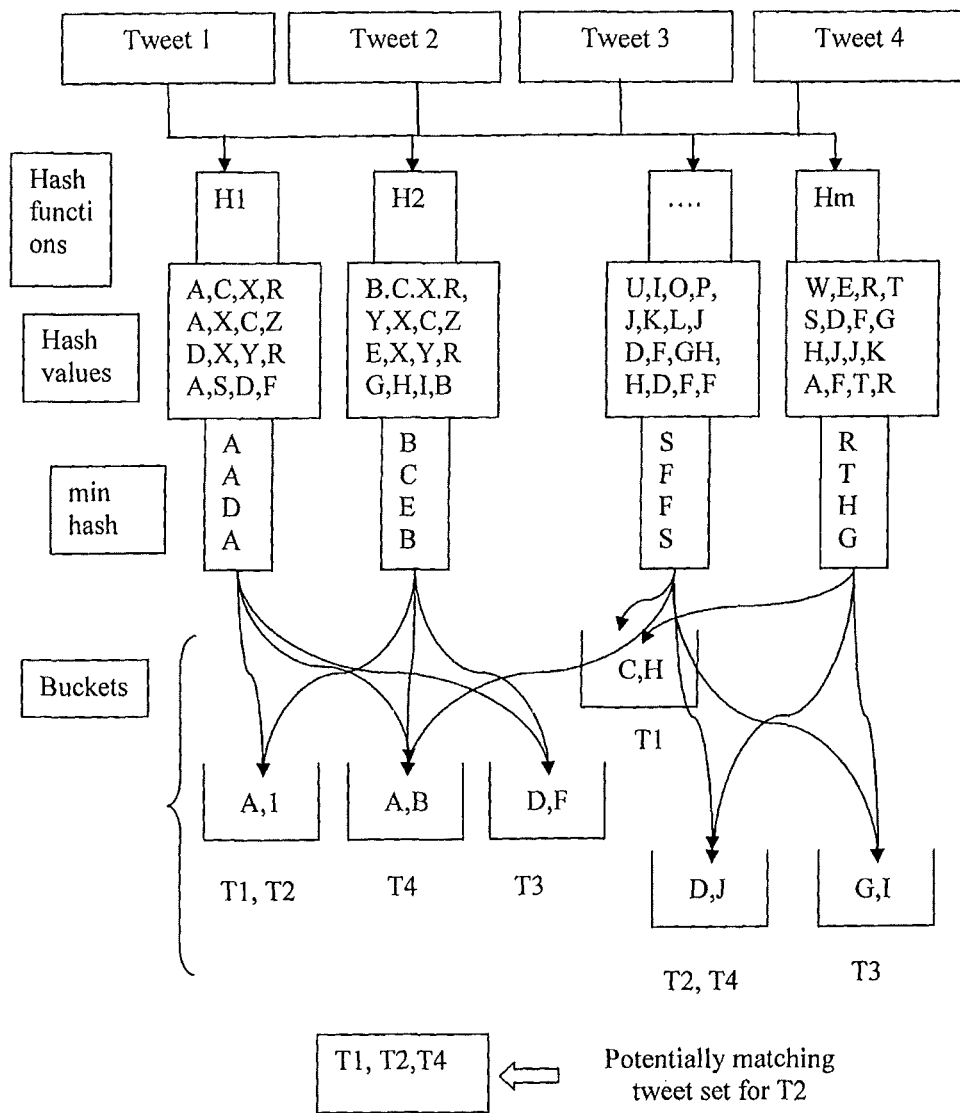 Tweet 1
Tweet 2
Tweet 3
Tweet 4
Hash
functi
ons
H1
H2
....
Hm
Hash
values
A,C,X,R
A,X,C,Z
D,X,Y,R
A,S,D,F
B.C.X.R,
Y,X,C,Z
E,X,Y,R
G,H,I,B
U,I,O,P,
J,K,L,J
D,F,GH,
H,D,F,F
W,E,R,T
S,D,F,G
H,J,J,K
A,F,T,R
min
hash
A
A
D
A
B
C
E
B
S
F
F
S
R
T
H
G
Buckets
C,H
T1
A,1
A,B
D,F
T1, T2
T4
T3
D,J
G,I
T2, T4
T3
T1, T2,T4
Potentially matching
tweet set for T2